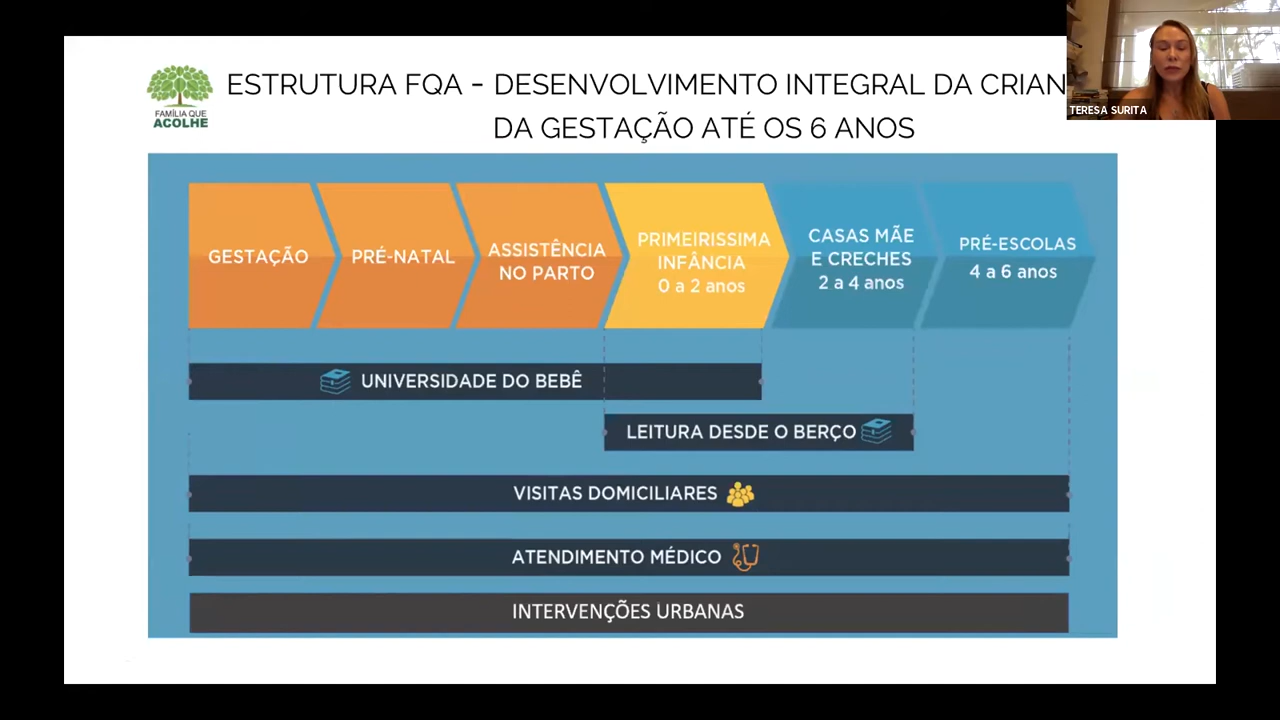 ESTRUTURA FQA - DESENVOLVIMENTO INTEGRAL DA CRIAN
DA GESTAÇÃO ATÉ OS 6 ANOS
FAMÍLIA QUE
ACOLHE
TERESA SURITA
GESTAÇÃO
PRÉ-NATAL
ASSISTÊNCIA
NO PARTO
PRIMEIRISSIMA
INFÂNCIA
0 a 2 anos
CASAS MÃE
E CRECHES
2 a 4 anos
PRÉ-ESCOLAS
4 a 6 anos
UNIVERSIDADE DO BEBÊ
LEITURA DESDE O BERÇO
VISITAS DOMICILIARES
ATENDIMENTO MÉDICO
INTERVENÇÕES URBANAS